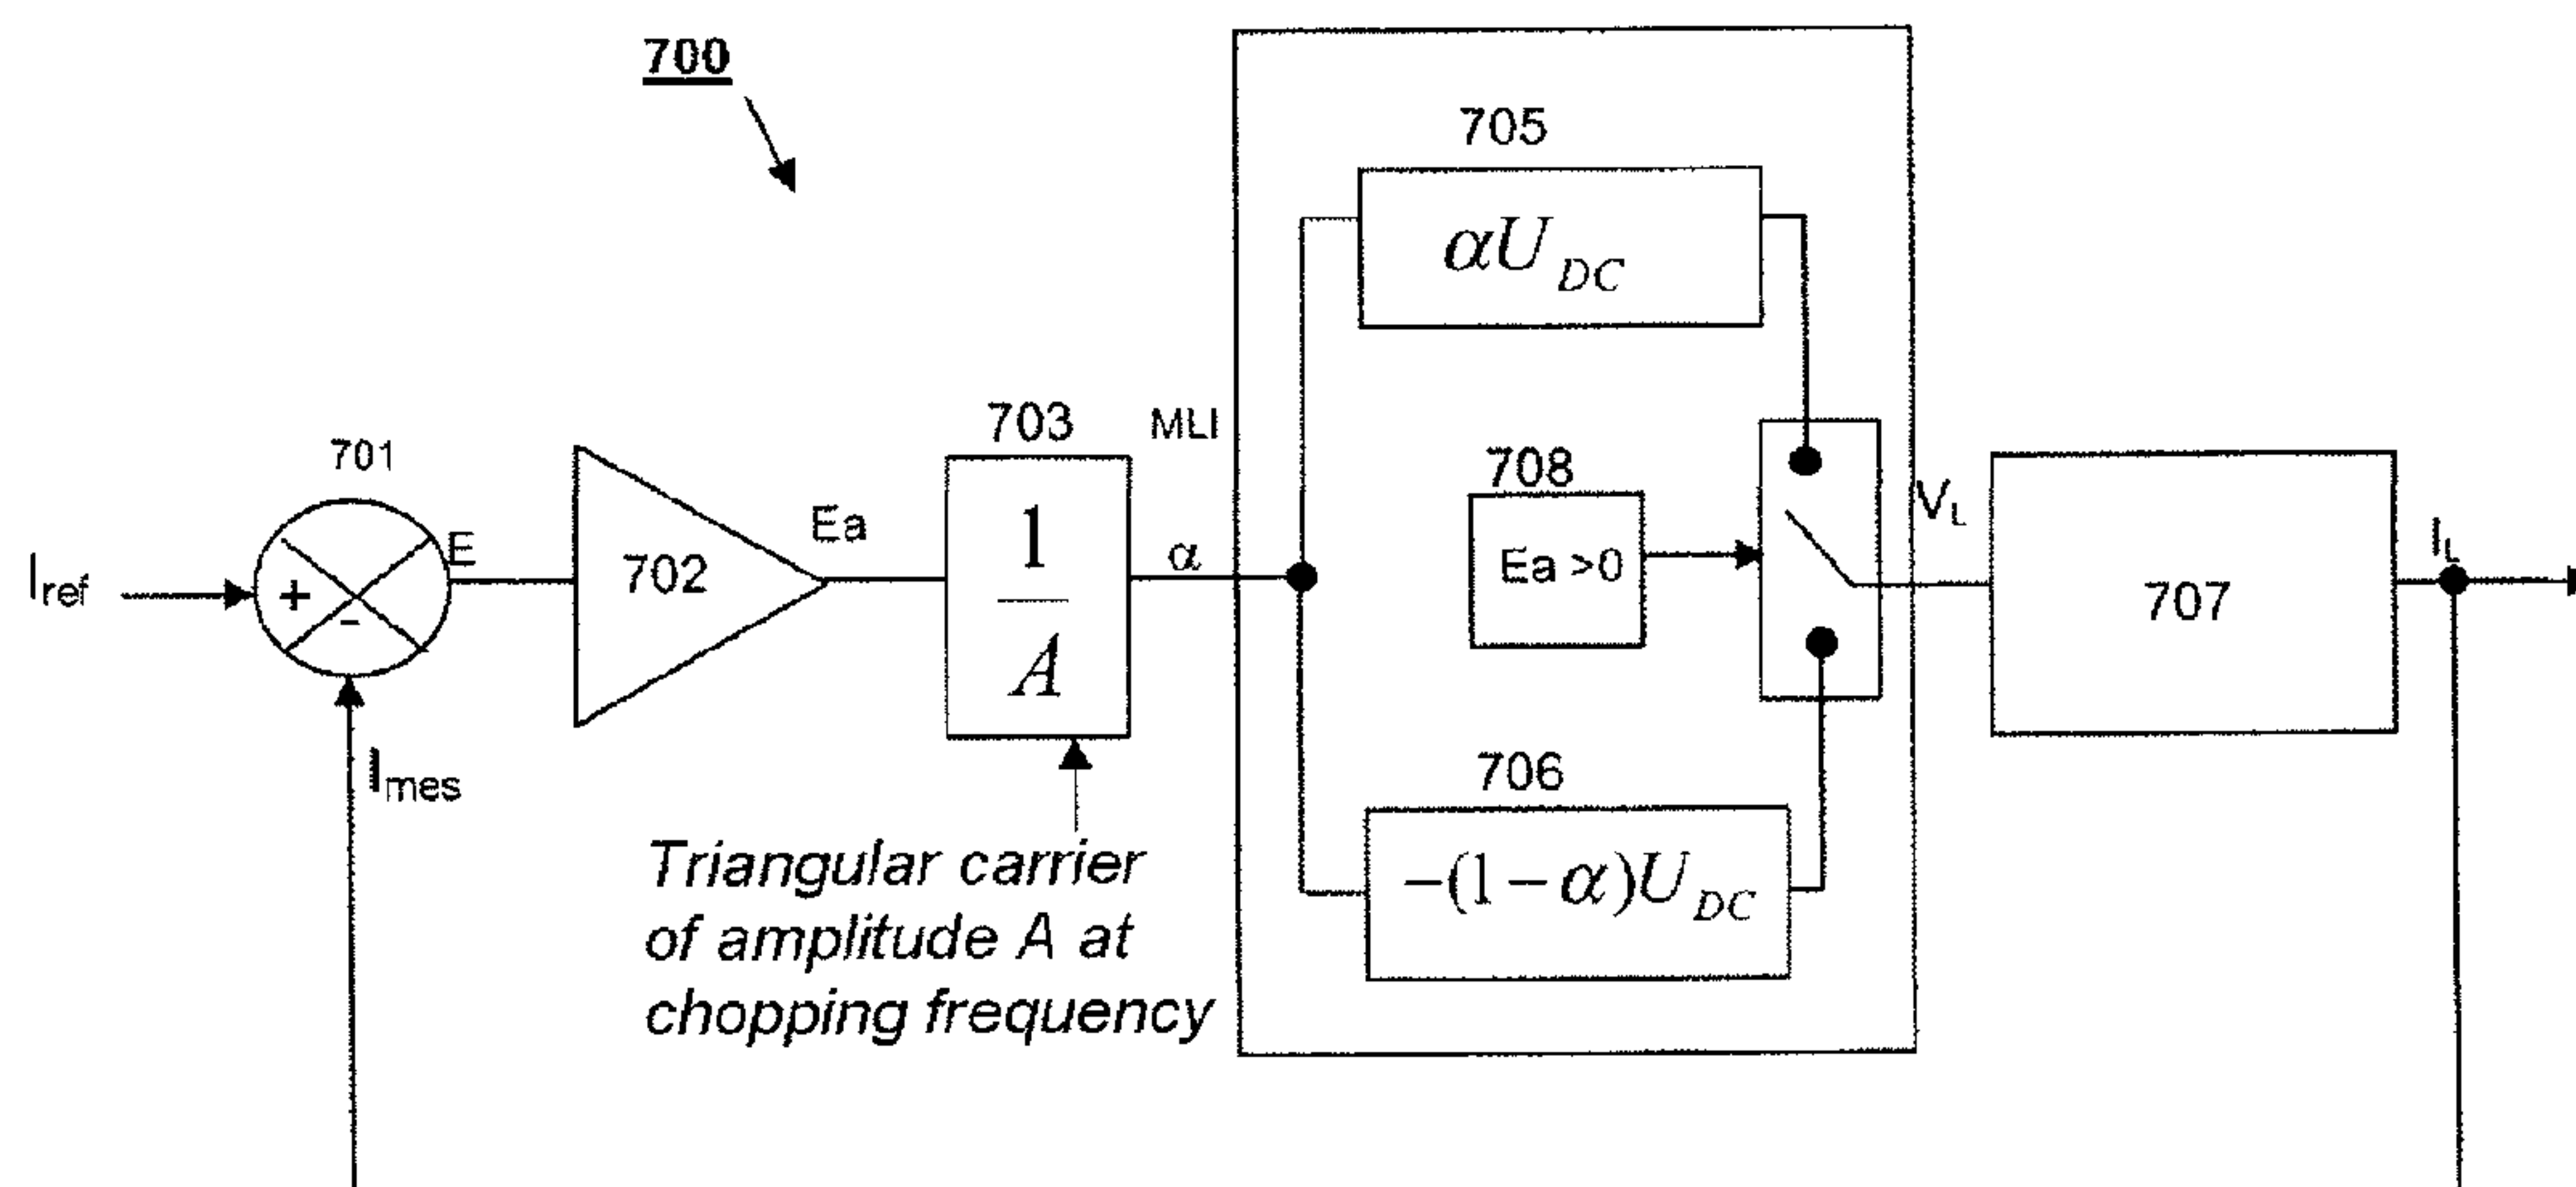 700
705
αU_DC
703
MLI
701
708
V_L
I_L
E
702
Ea
1/A
α
Ea >0
I_ref
+
-
707
I_mes
706
Triangular carrier
of amplitude A at
chopping frequency
-(1-α)U_DC